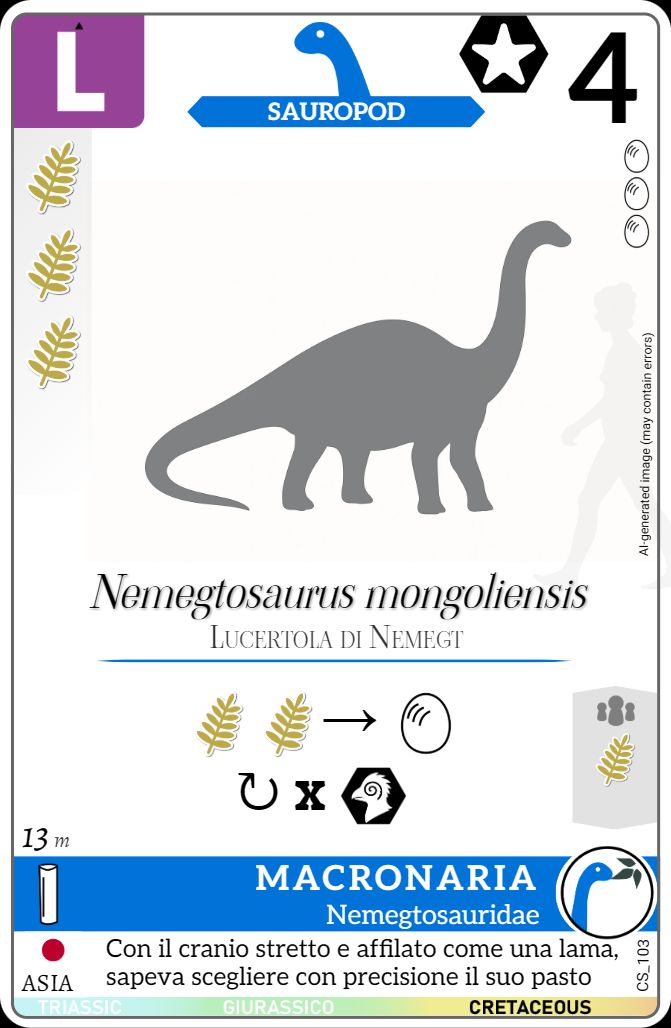 L
SAUROPOD
4
AI-generated image (may contain errors)
Nemegtosaurus mongoliensis
Lucertola di Nemegt
x
13 m
MACRONARIA
Nemegtosauridae
ASIA
Con il cranio stretto e affilato come una lama,
sapeva scegliere con precisione il suo pasto
CS_103
TRIASSIC GIURASSICO CRETACEOUS